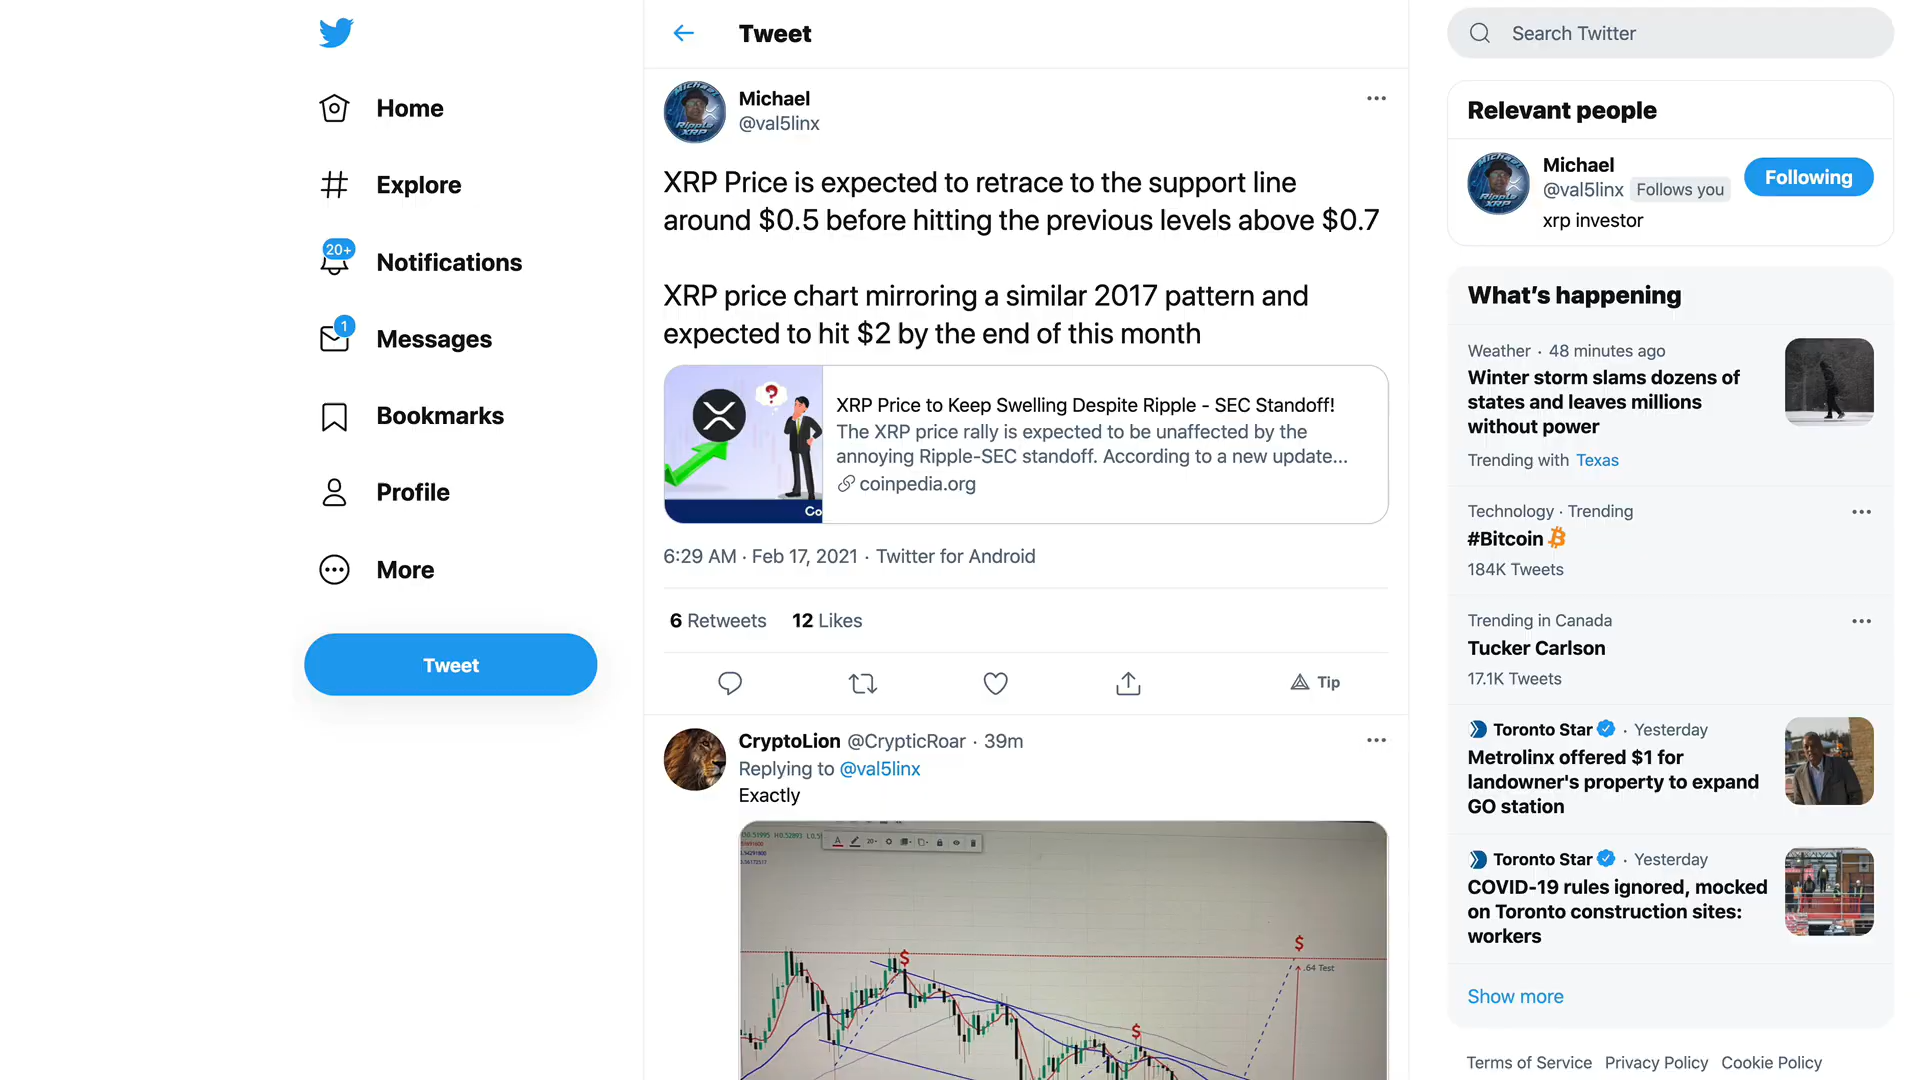 Home
Explore
20+
Notifications
1
Messages
Bookmarks
Profile
More
Tweet
Tweet
Michael
@val5linx
XRP Price is expected to retrace to the support line
around $0.5 before hitting the previous levels above $0.7
XRP price chart mirroring a similar 2017 pattern and
expected to hit $2 by the end of this month
?
Co
XRP Price to Keep Swelling Despite Ripple - SEC Standoff!
The XRP price rally is expected to be unaffected by the
annoying Ripple-SEC standoff. According to a new update...
coinpedia.org
6:29 AM · Feb 17, 2021 · Twitter for Android
6 Retweets 12 Likes
Tip
CryptoLion @CrypticRoar · 39m
Replying to @val5linx
Exactly
$
$
.64 Test
$
Search Twitter
Relevant people
Michael
@val5linx Follows you
Following
xrp investor
What's happening
Weather · 48 minutes ago
Winter storm slams dozens of
states and leaves millions
without power
Trending with Texas
Technology · Trending
#Bitcoin
184K Tweets
Trending in Canada
Tucker Carlson
17.1K Tweets
Toronto Star · Yesterday
Metrolinx offered $1 for
landowner's property to expand
GO station
Toronto Star · Yesterday
COVID-19 rules ignored, mocked
on Toronto construction sites:
workers
Show more
Terms of Service Privacy Policy Cookie Policy